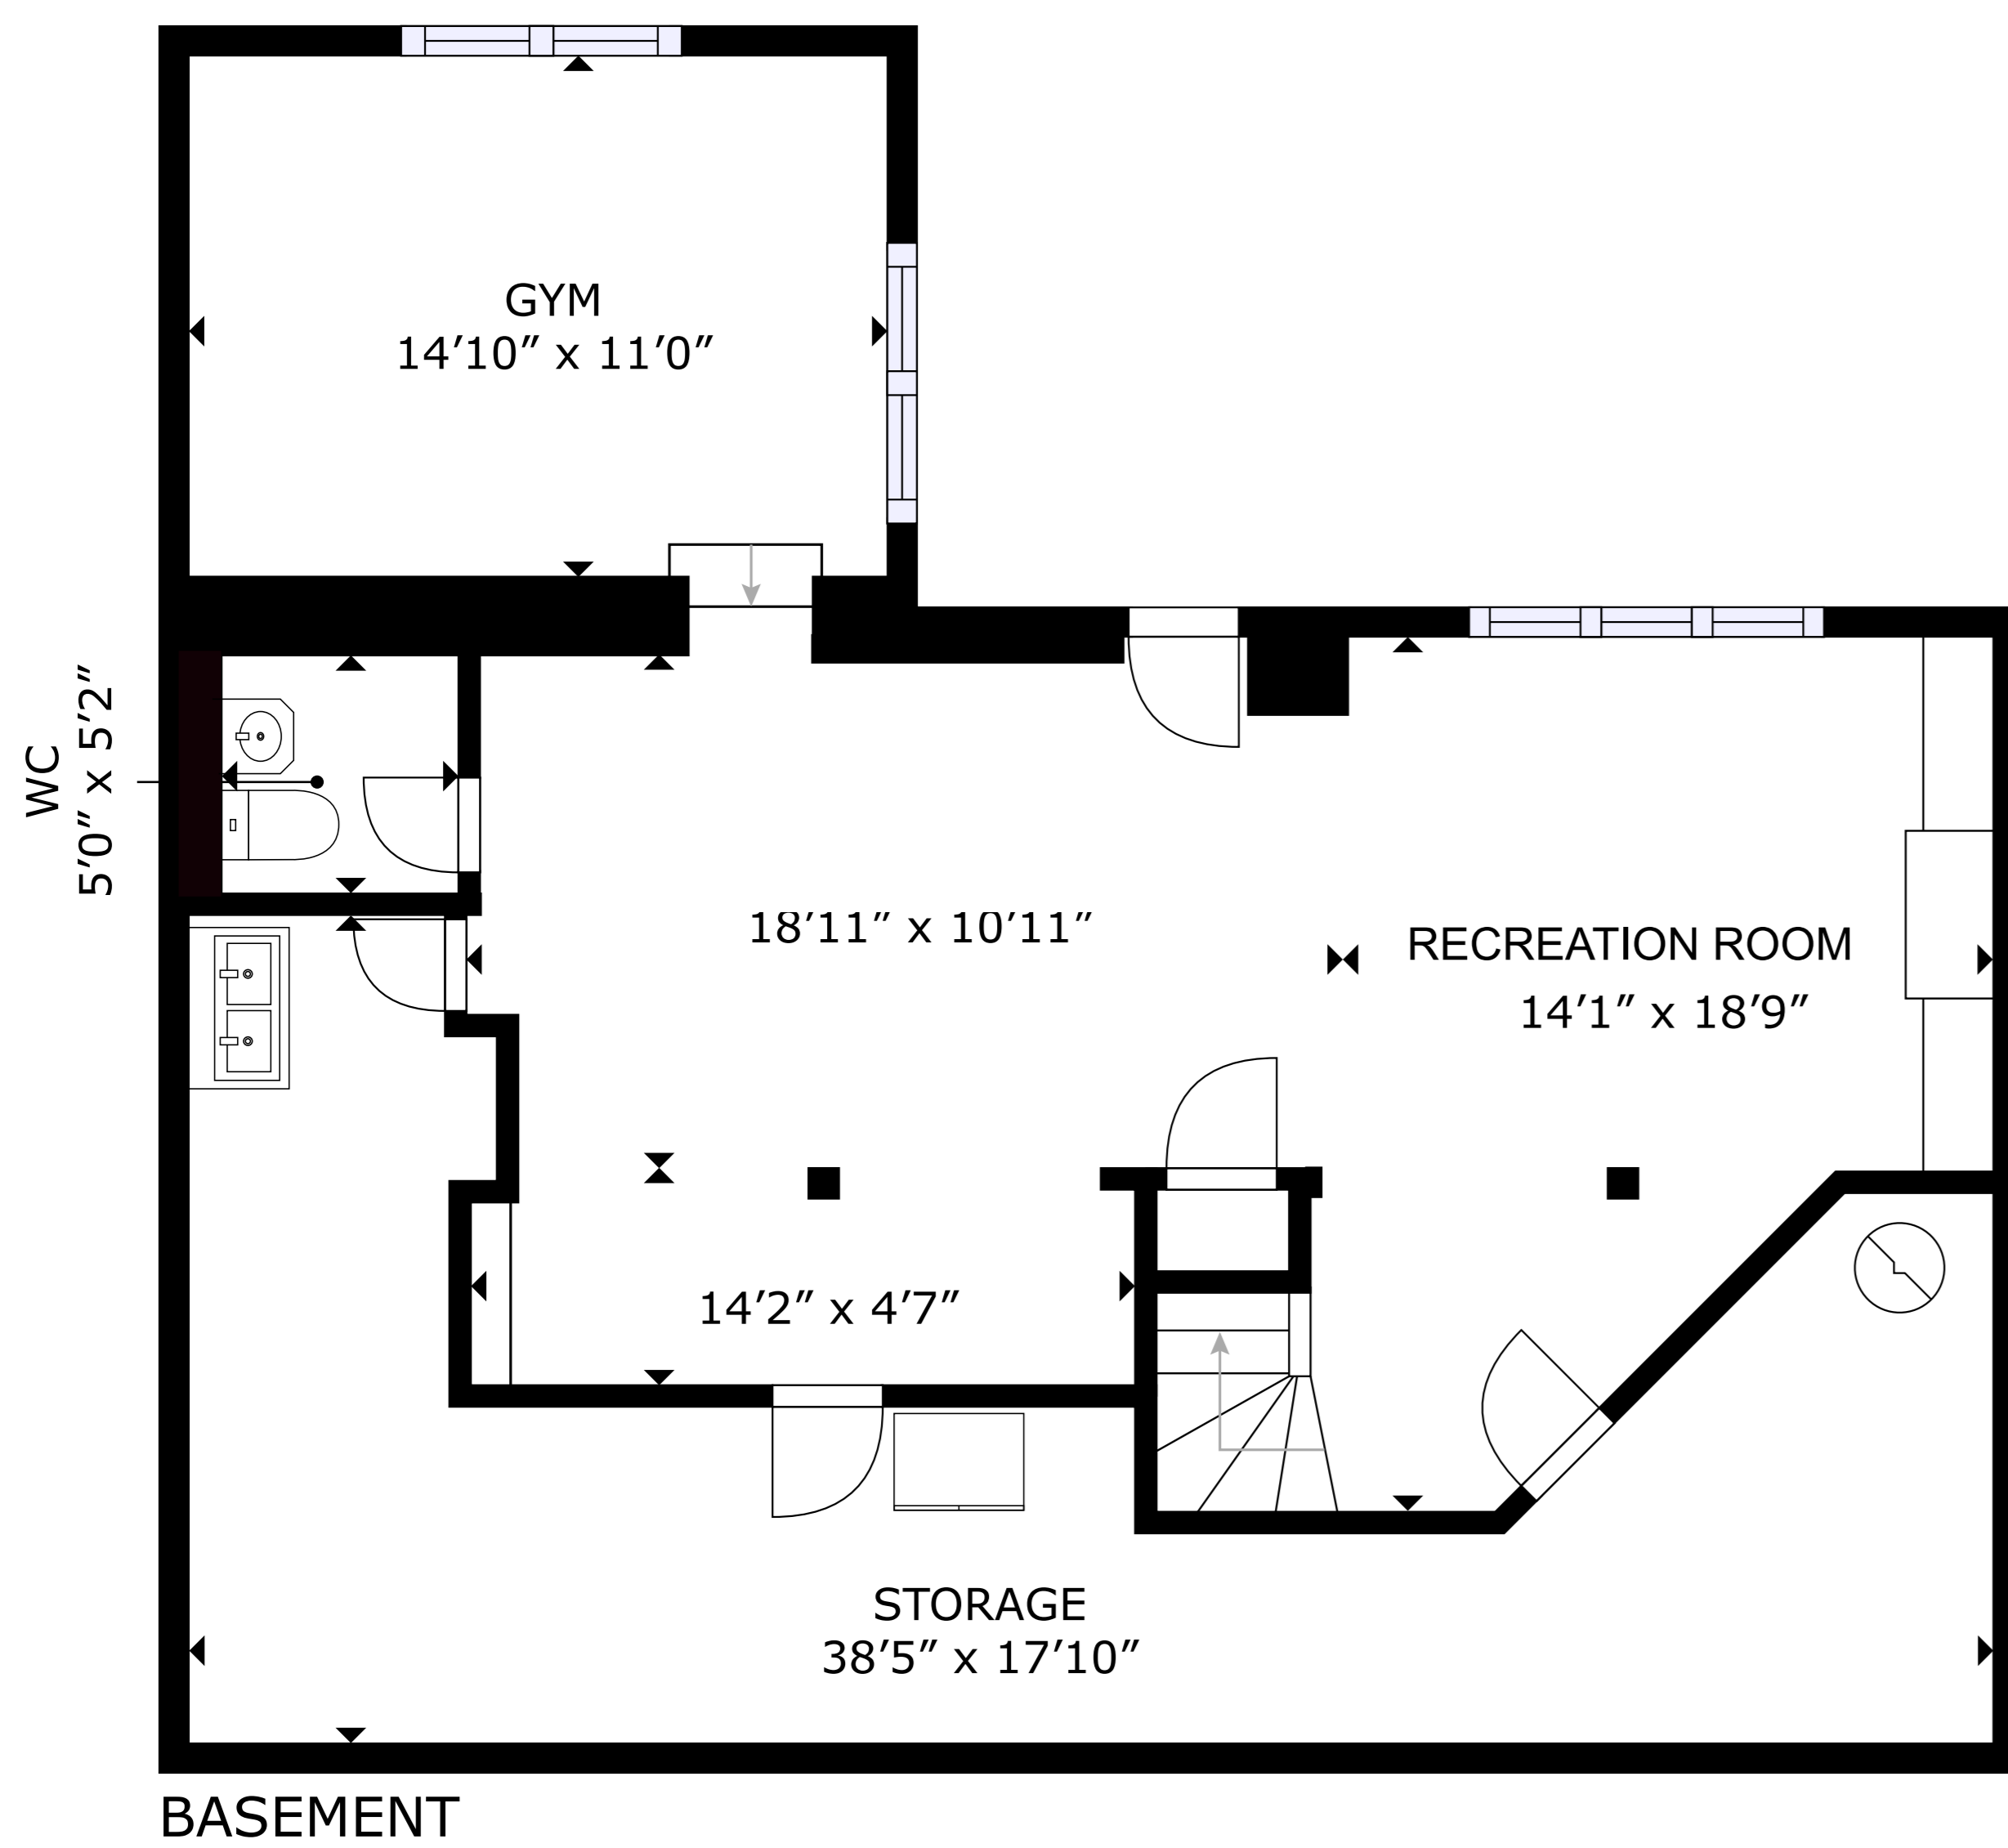 GYM
14′10″ x 11′0″
WC
5′0″ x 5′2″
18′11″ x 10′11″
RECREATION ROOM
14′1″ x 18′9″
14′2″ x 4′7″
STORAGE
38′5″ x 17′10″
BASEMENT